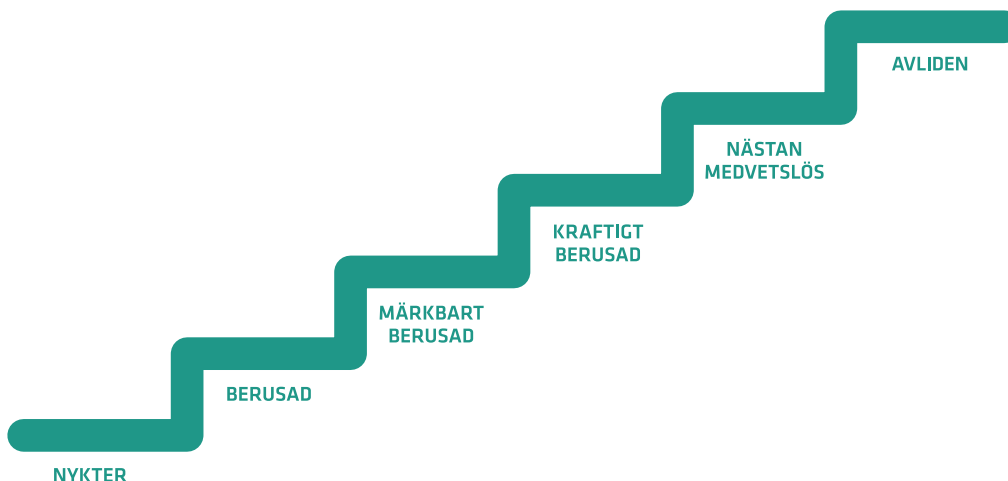 AVLIDEN
NÄSTAN
MEDVETSLÖS
KRAFTIGT
BERUSAD
MÄRKBART
BERUSAD
BERUSAD
NYKTER